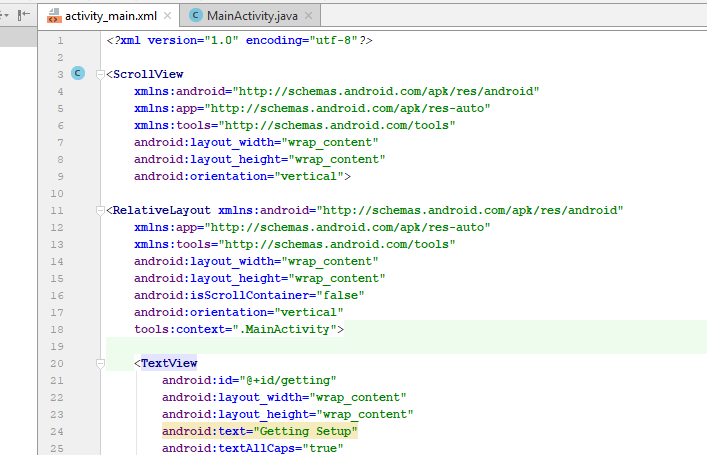 activity_main.xml × C MainActivity.java ×
1 <?xml version="1.0" encoding="utf-8"?>
2
3 C <ScrollView
4 xmlns:android="http://schemas.android.com/apk/res/android"
5 xmlns:app="http://schemas.android.com/apk/res-auto"
6 xmlns:tools="http://schemas.android.com/tools"
7 android:layout_width="wrap_content"
8 android:layout_height="wrap_content"
9 android:orientation="vertical">
10
11 <RelativeLayout xmlns:android="http://schemas.android.com/apk/res/android"
12 xmlns:app="http://schemas.android.com/apk/res-auto"
13 xmlns:tools="http://schemas.android.com/tools"
14 android:layout_width="wrap_content"
15 android:layout_height="wrap_content"
16 android:isScrollContainer="false"
17 android:orientation="vertical"
18 tools:context=".MainActivity">
19
20 <TextView
21 android:id="@+id/getting"
22 android:layout_width="wrap_content"
23 android:layout_height="wrap_content"
24 android:text="Getting Setup"
25 android:textAllCaps="true"